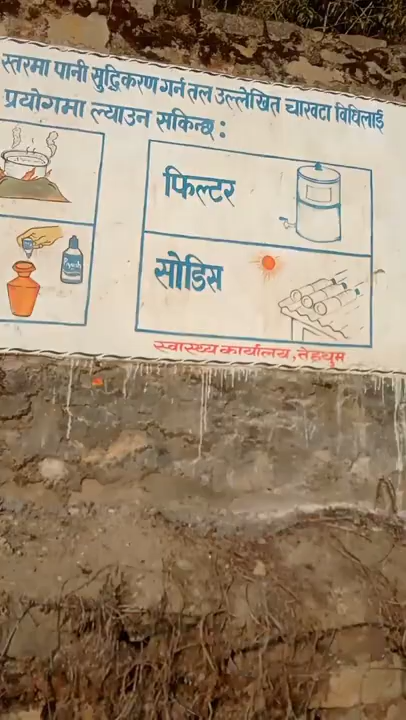 स्तरमा पानी सुद्धिकरण गर्न तल उल्लेखित चारवटा विधिलाई
प्रयोगमा ल्याउन सकिन्छ :
फिल्टर
सोडिस
स्वास्थ्य कार्यालय, तेह्रथुम